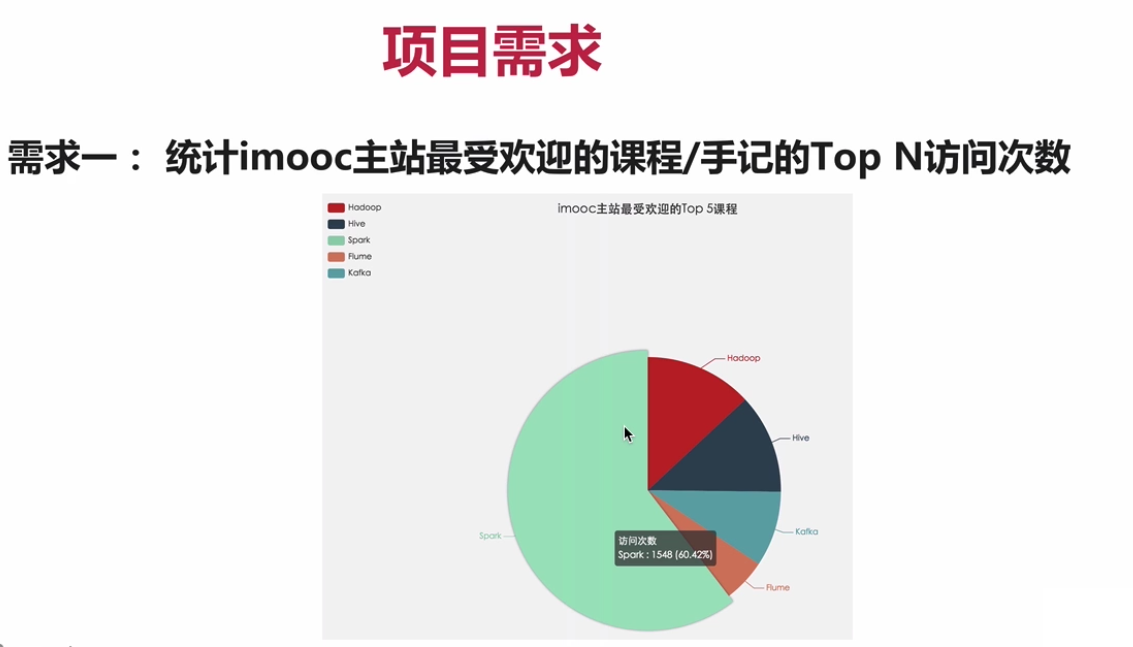 项目需求
需求一： 统计imooc主站最受欢迎的课程/手记的Top N访问次数
imooc主站最受欢迎的Top 5课程
Hadoop
Hive
Spark
Flume
Kafka
Hadoop
Hive
Kafka
Flume
Spark
访问次数
Spark : 1548 (60.42%)